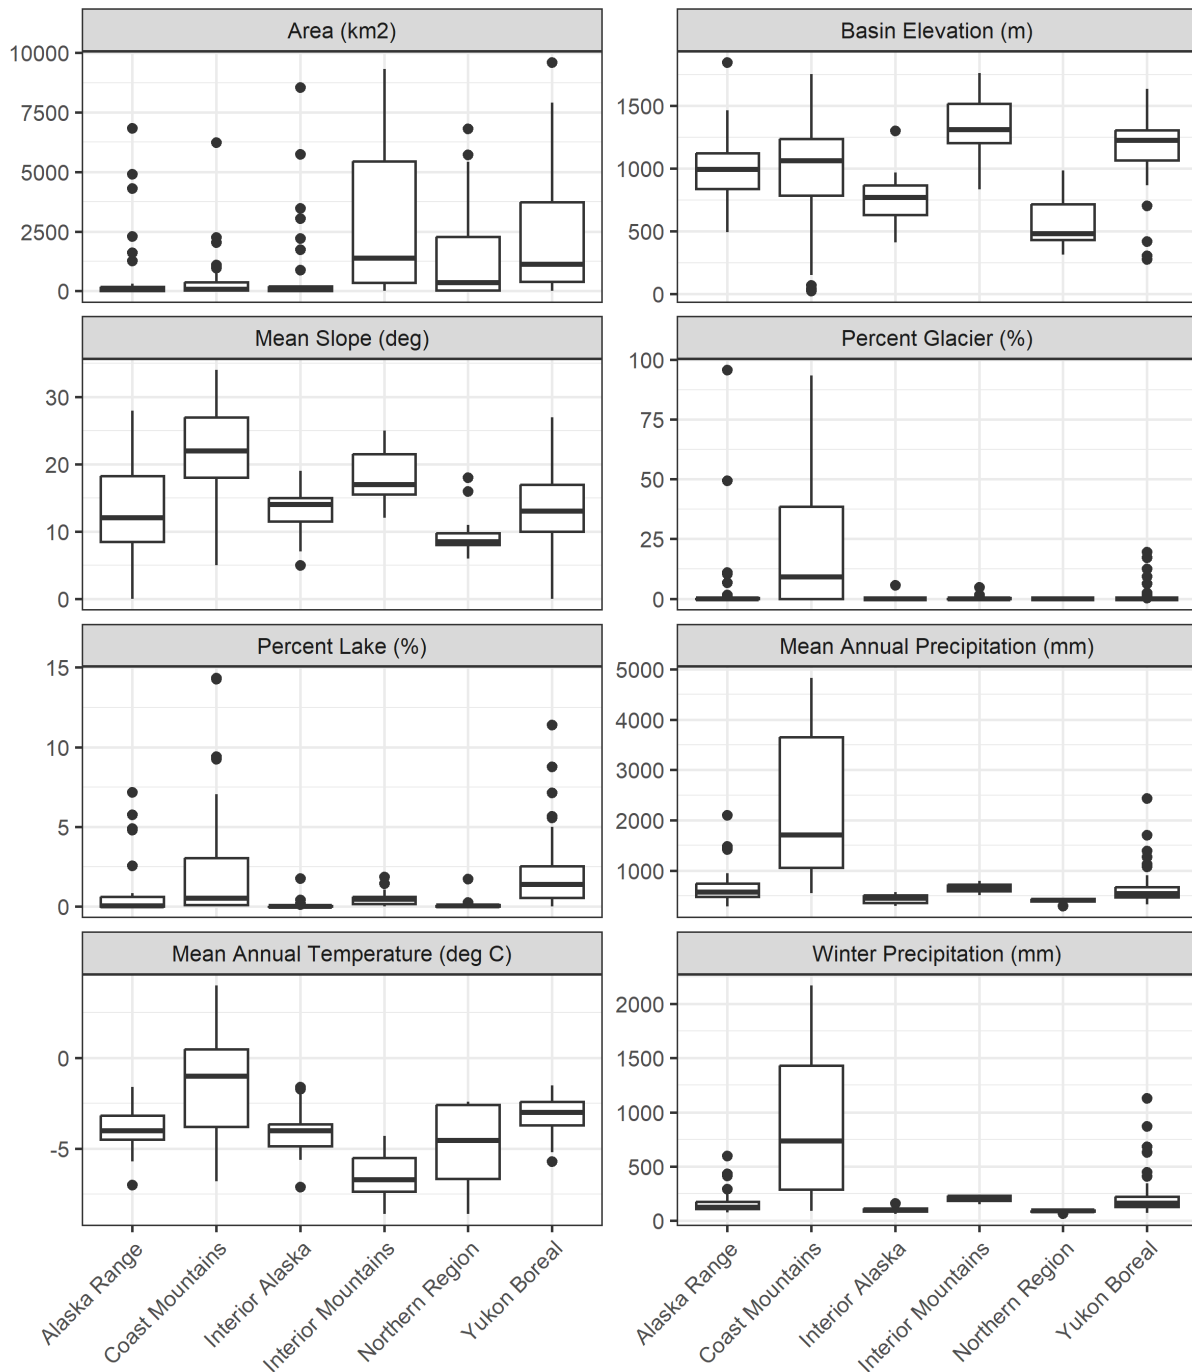 Area (km2)
10000
7500
5000
2500
0
Basin Elevation (m)
1500
1000
500
0
Mean Slope (deg)
30
20
10
0
Percent Glacier (%)
100
75
50
25
0
Percent Lake (%)
15
10
5
0
Mean Annual Precipitation (mm)
5000
4000
3000
2000
1000
Mean Annual Temperature (deg C)
0
-5
Winter Precipitation (mm)
2000
1500
1000
500
0
Alaska Range
Coast Mountains
Interior Alaska
Interior Mountains
Northern Region
Yukon Boreal
Alaska Range
Coast Mountains
Interior Alaska
Interior Mountains
Northern Region
Yukon Boreal